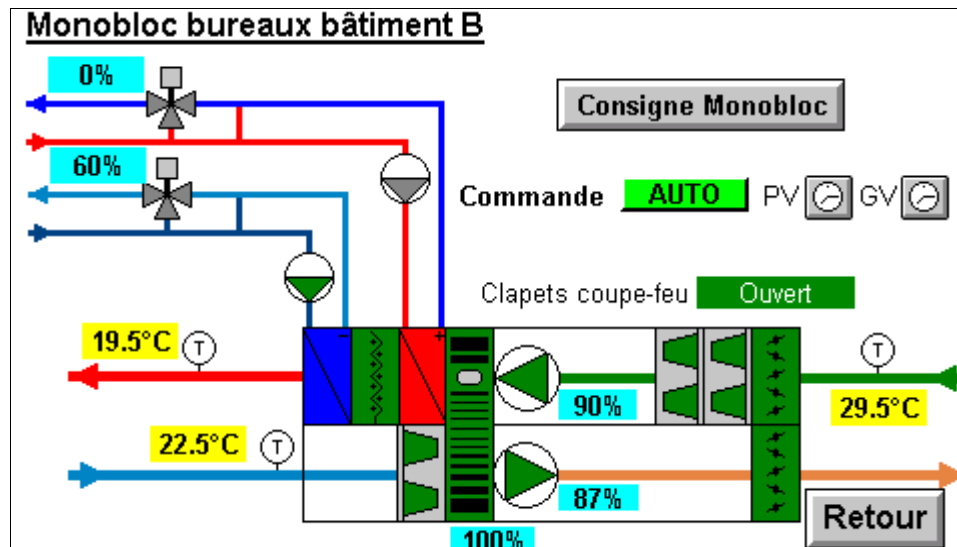 Monobloc bureaux bâtiment B
0%
Consigne Monobloc
60%
Commande AUTO PV GV
Clapets coupe-feu Ouvert
19.5°C T T
- +
90% 29.5°C
22.5°C T
87%
Retour
100%